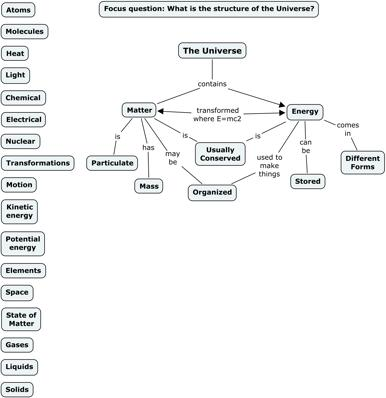 Focus question: What is the structure of the Universe?
Atoms
Molecules
Heat
Light
Chemical
Electrical
Nuclear
Transformations
Motion
Kinetic
energy
Potential
energy
Elements
Space
State of
Matter
Gases
Liquids
Solids
The Universe
contains
Matter
transformed
where E=mc2
Energy
is
has
may
be
is
is
used to
make
things
can
be
comes
in
Particulate
Mass
Usually
Conserved
Organized
Stored
Different
Forms